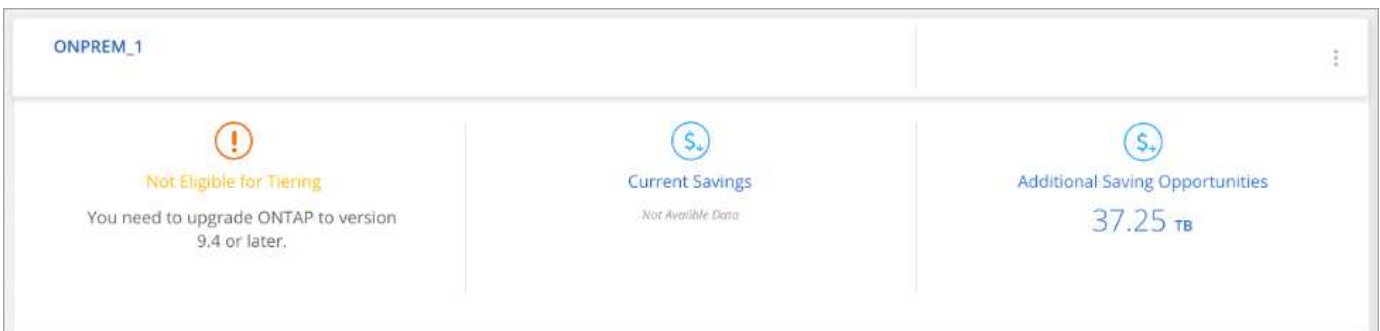 ONPREM_1
Not Eligible for Tiering
You need to upgrade ONTAP to version
9.4 or later.
Current Savings
Not Availble Data
Additional Saving Opportunities
37.25 TB